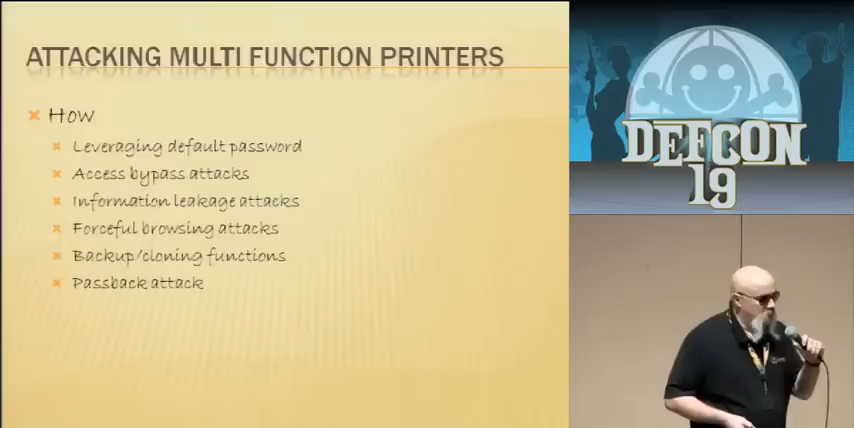 ATTACKING MULTI FUNCTION PRINTERS
How
Leveraging default password
Access bypass attacks
Information leakage attacks
Forceful browsing attacks
Backup/cloning functions
Passback attack
DEFCON
19